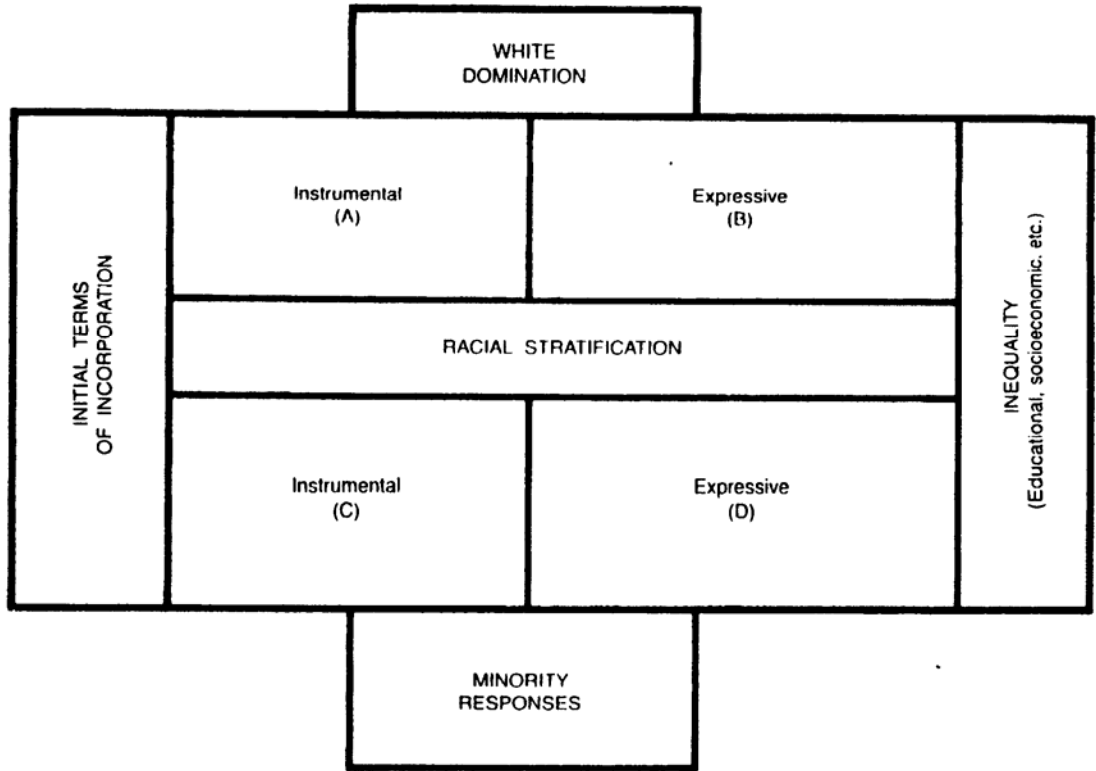 WHITE
DOMINATION
INITIAL TERMS
OF INCORPORATION
Instrumental
(A)
Expressive
(B)
RACIAL STRATIFICATION
Instrumental
(C)
Expressive
(D)
INEQUALITY
(Educational, socioeconomic. etc.)
MINORITY
RESPONSES